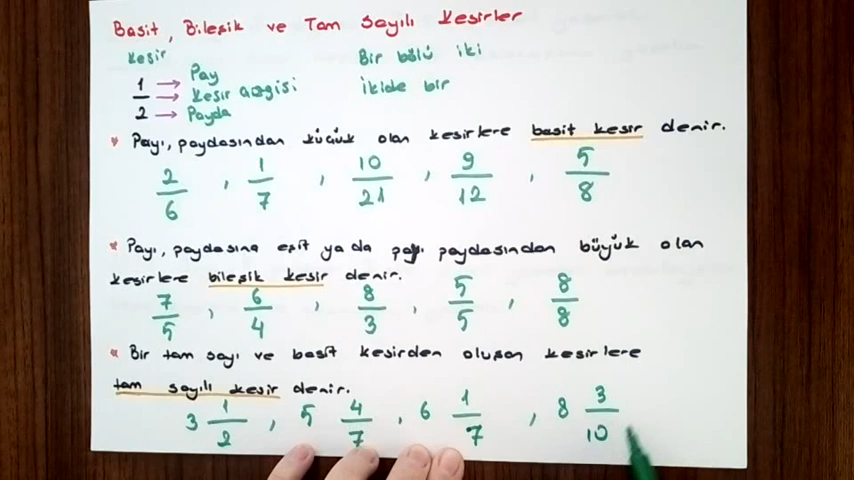 Basit, Bileşik ve Tam Sayılı Kesirler
Kesir
Bir bölü iki
1 → Pay
→ Kesir çizgisi
İkide bir
2 → Payda
* Payı, paydasından küçük olan kesirlere basit kesir denir.
2/6, 1/7, 10/21, 9/12, 5/8
* Payı, paydasına eşit ya da payı paydasından büyük olan
kesirlere bileşik kesir denir.
7/5, 6/4, 8/3, 5/5, 8/8
* Bir tam sayı ve basit kesirden oluşan kesirlere
tam sayılı kesir denir.
3 1/2, 5 4/7, 6 1/7, 8 3/10